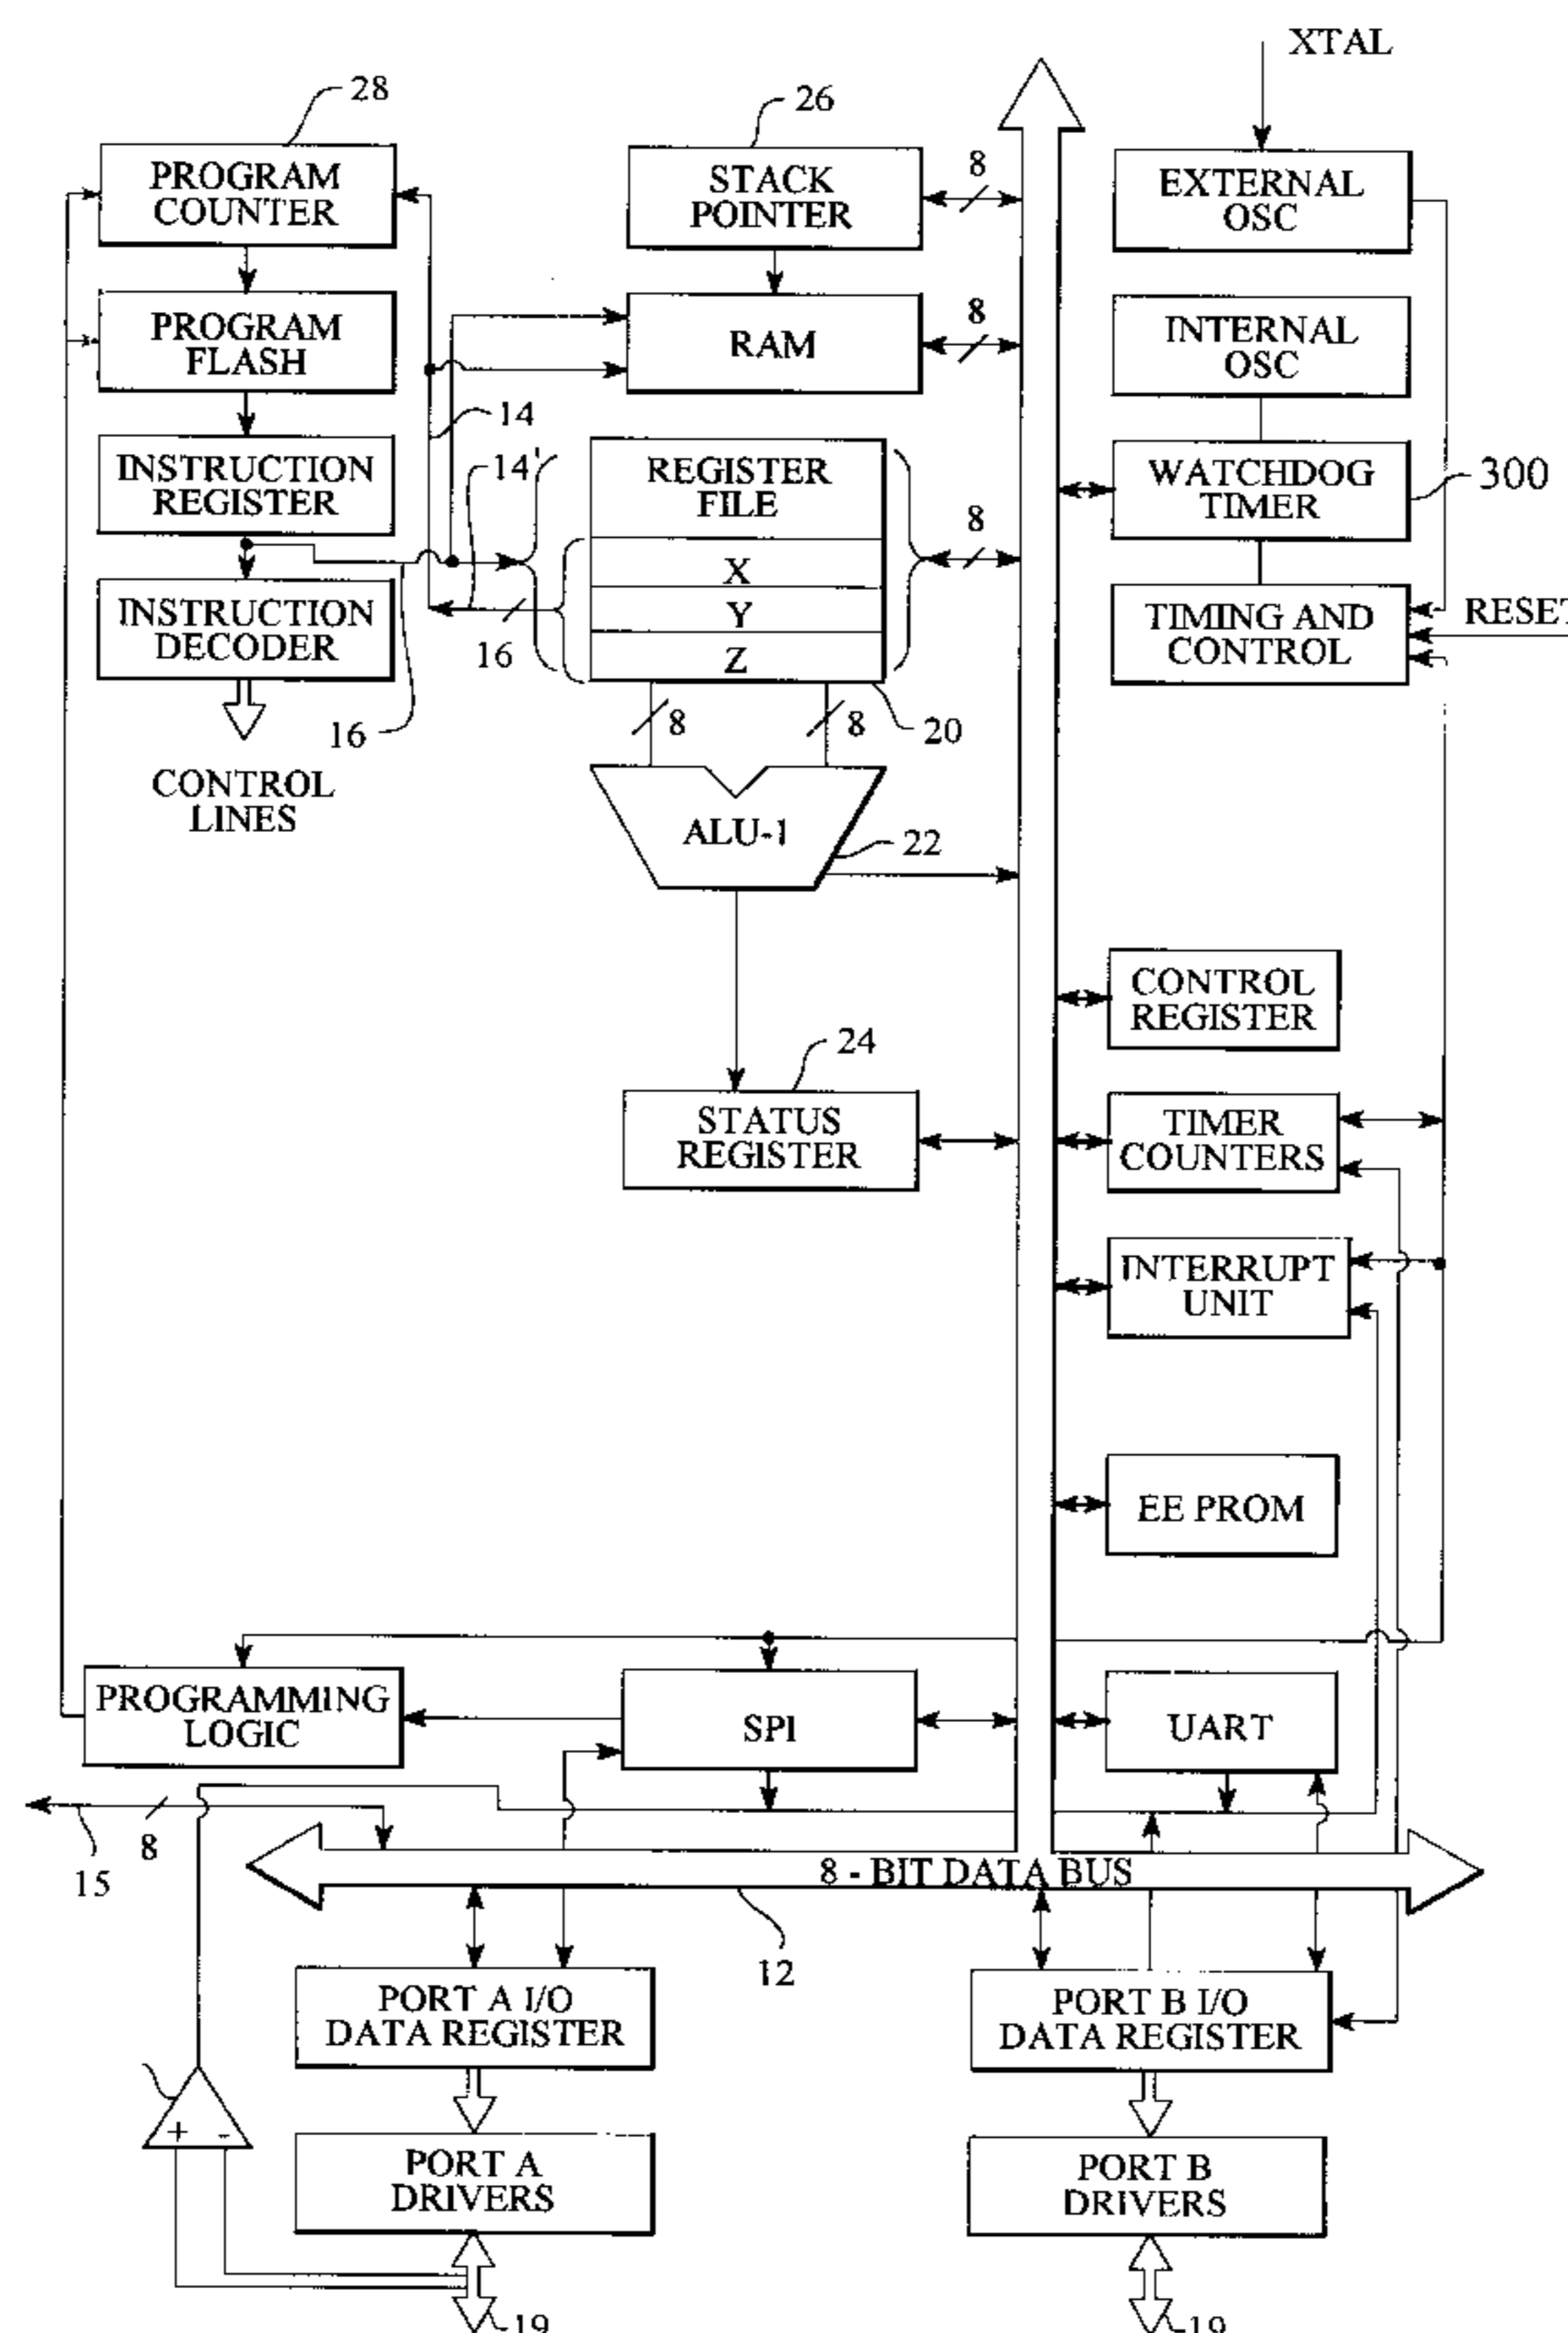 XTAL
28
26
PROGRAM
COUNTER
STACK
POINTER
8
EXTERNAL
OSC
PROGRAM
FLASH
RAM
8
INTERNAL
OSC
14
INSTRUCTION
REGISTER
14'
REGISTER
FILE
8
WATCHDOG
TIMER
300
X
Y
Z
INSTRUCTION
DECODER
16
TIMING AND
CONTROL
RESET
16
8
8
20
CONTROL
LINES
ALU-1
22
CONTROL
REGISTER
24
STATUS
REGISTER
TIMER
COUNTERS
INTERRUPT
UNIT
EE PROM
PROGRAMMING
LOGIC
SPI
UART
15
8
8 - BIT DATA BUS
12
PORT A I/O
DATA REGISTER
PORT B I/O
DATA REGISTER
+ -
PORT A
DRIVERS
PORT B
DRIVERS
19
19